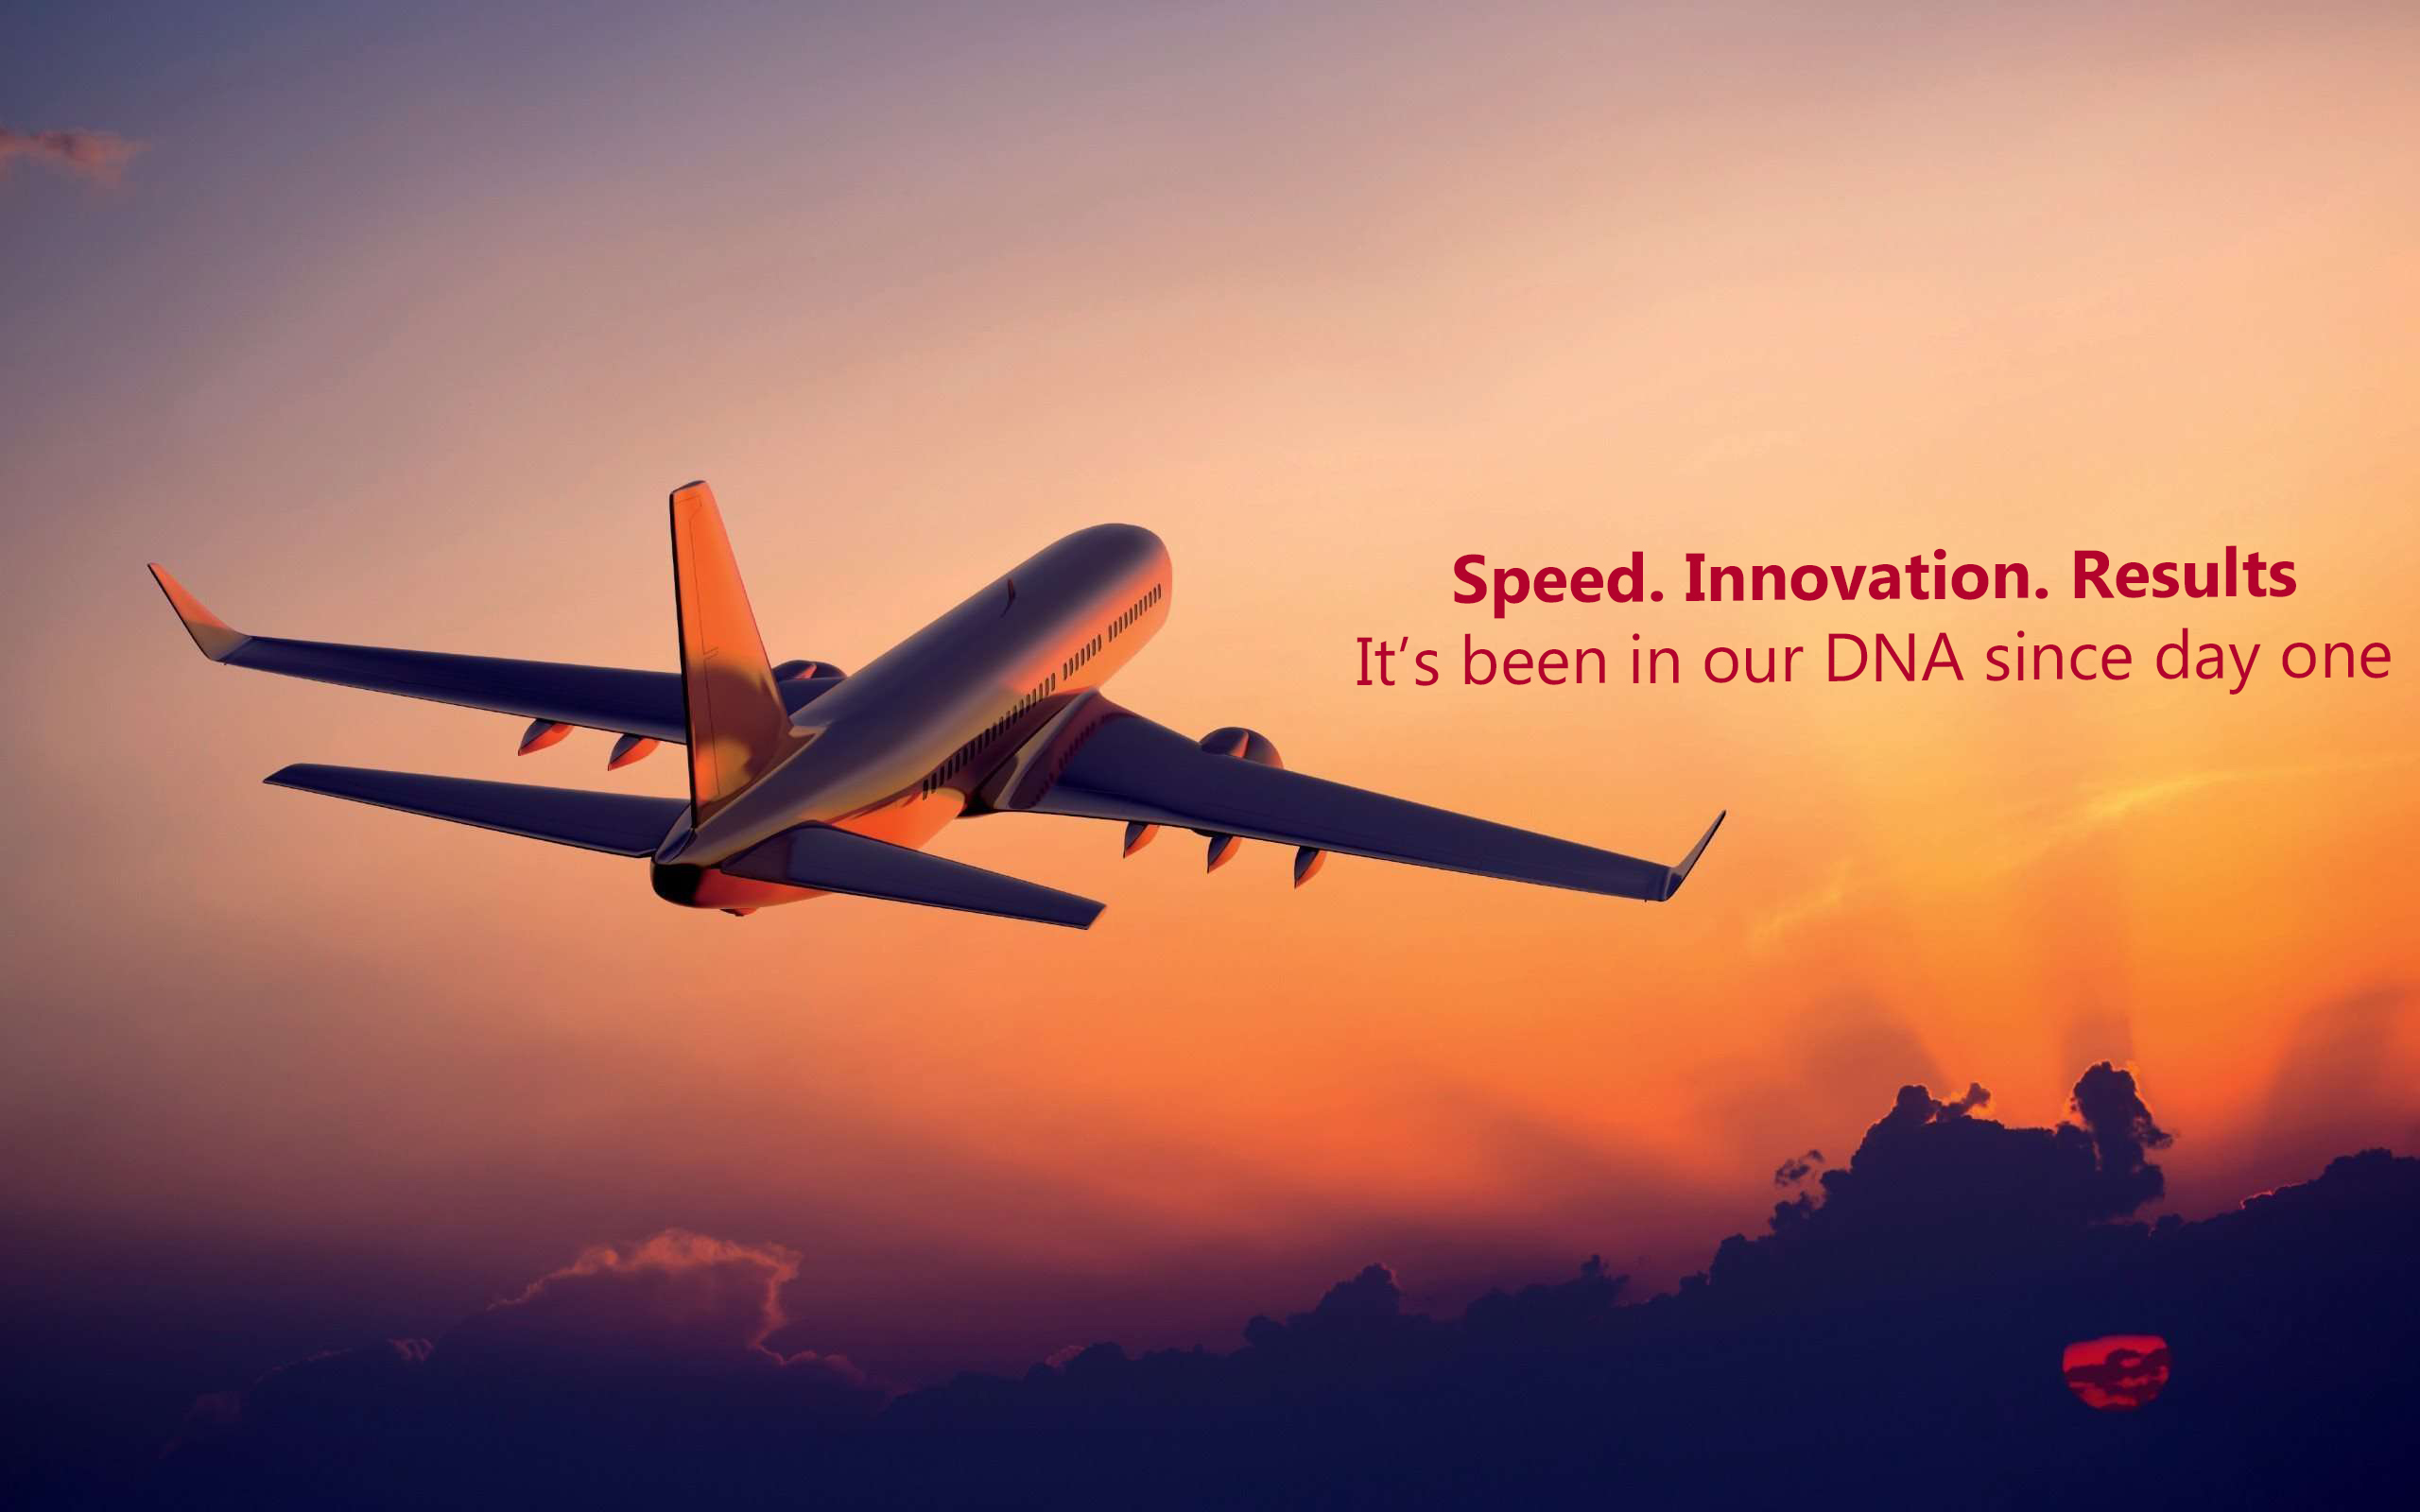 Speed. Innovation. Results
It’s been in our DNA since day one